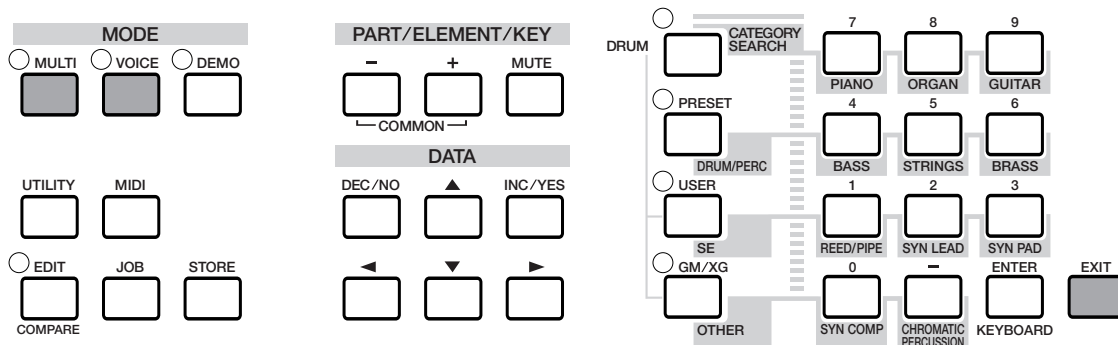 MODE
MULTI
VOICE
DEMO
UTILITY
MIDI
EDIT
JOB
STORE
COMPARE
PART/ELEMENT/KEY
–
+
MUTE
COMMON
DATA
DEC/NO
INC/YES
DRUM
CATEGORY
SEARCH
7
8
9
PIANO
ORGAN
GUITAR
PRESET
4
5
6
DRUM/PERC
BASS
STRINGS
BRASS
USER
1
2
3
SE
REED/PIPE
SYN LEAD
SYN PAD
GM/XG
0
–
ENTER
EXIT
OTHER
SYN COMP
CHROMATIC
PERCUSSION
KEYBOARD